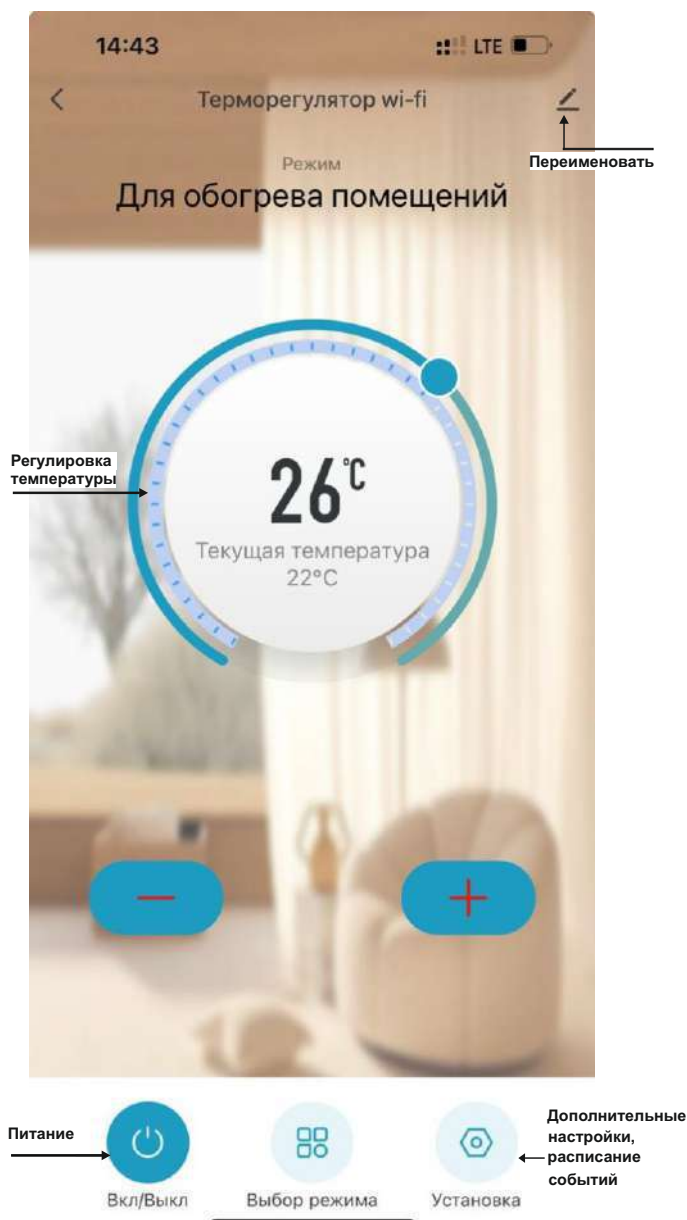 14:43
LTE
Терморегулятор wi-fi
Переименовать
Режим
Для обогрева помещений
Регулировка
температуры
26°C
Текущая температура
22°C
Питание
Дополнительные
настройки,
расписание
событий
Вкл/Выкл
Выбор режима
Установка